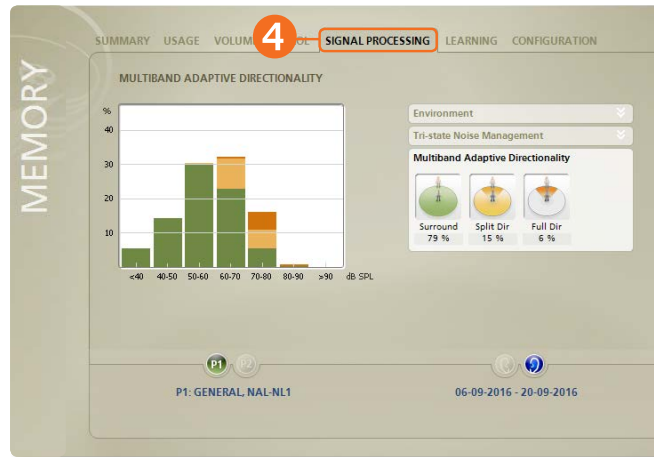 MEMORY
SUMMARY USAGE 4 SIGNAL PROCESSING LEARNING CONFIGURATION
MULTIBAND ADAPTIVE DIRECTIONALITY
%
40
30
20
10
<40 40-50 50-60 60-70 70-80 80-90 >90 dB SPL
Environment
Tri-state Noise Management
Multiband Adaptive Directionality
Surround Split Dir Full Dir
79 % 15 % 6 %
P1 P2
P1: GENERAL, NAL-NL1
06-09-2016 - 20-09-2016